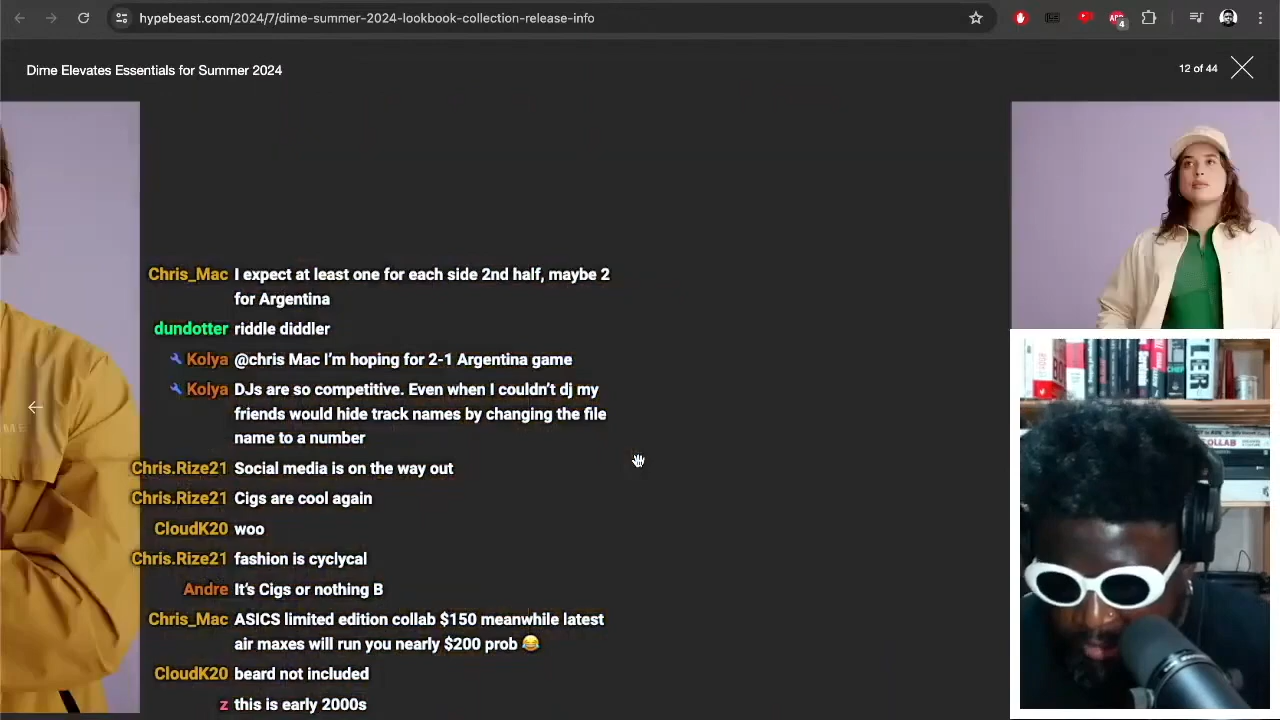 hypebeast.com/2024/7/dime-summer-2024-lookbook-collection-release-info
4
Dime Elevates Essentials for Summer 2024
12 of 44
Chris_Mac I expect at least one for each side 2nd half, maybe 2
for Argentina
dundotter riddle diddler
Kolya @chris Mac I'm hoping for 2-1 Argentina game
Kolya DJs are so competitive. Even when I couldn't dj my
friends would hide track names by changing the file
name to a number
Chris.Rize21 Social media is on the way out
Chris.Rize21 Cigs are cool again
CloudK20 woo
Chris.Rize21 fashion is cyclycal
Andre It's Cigs or nothing B
Chris_Mac ASICS limited edition collab $150 meanwhile latest
air maxes will run you nearly $200 prob 😂
CloudK20 beard not included
z this is early 2000s